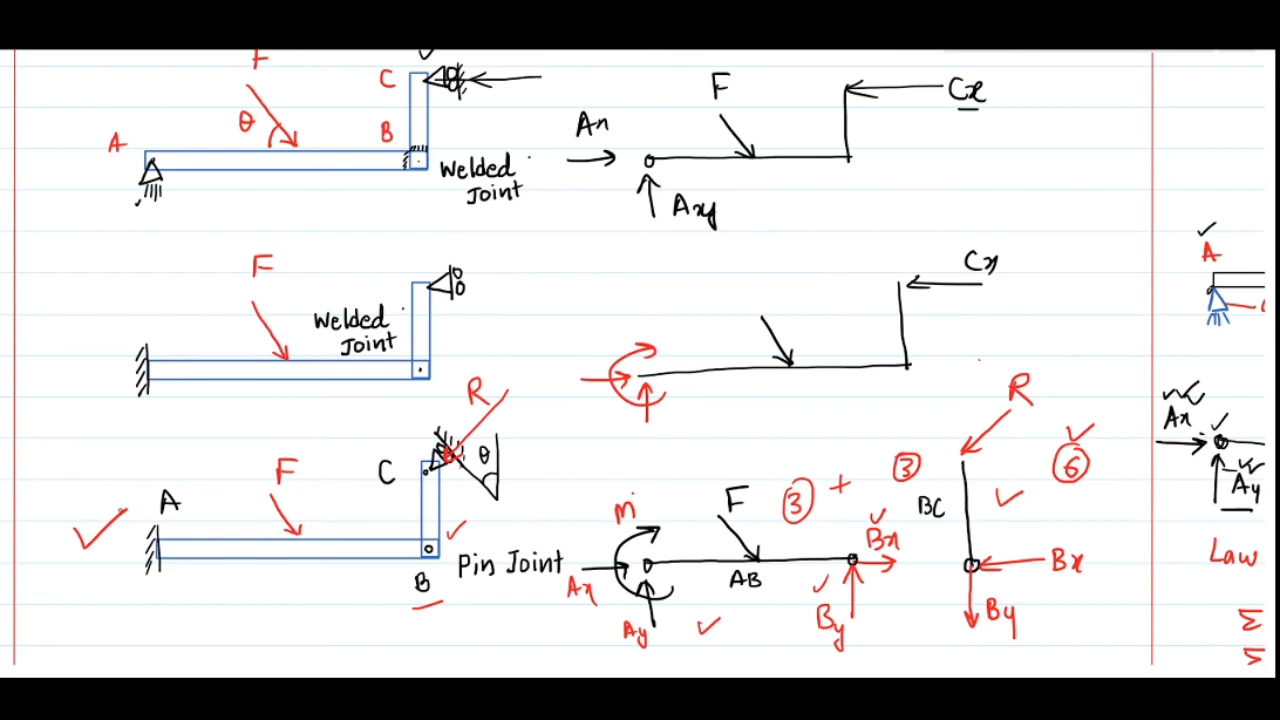 F
C
θ
A
B
Welded
Joint
An
F
Cx
Axy
F
Welded
Joint
Cx
A
F
C
R
θ
B
Pin Joint
M
F
3 + 3
R
6
Bx
BC
Ax
AB
Bx
Ay
By
By
A
Ax
Ay
Law
Σ
Σ